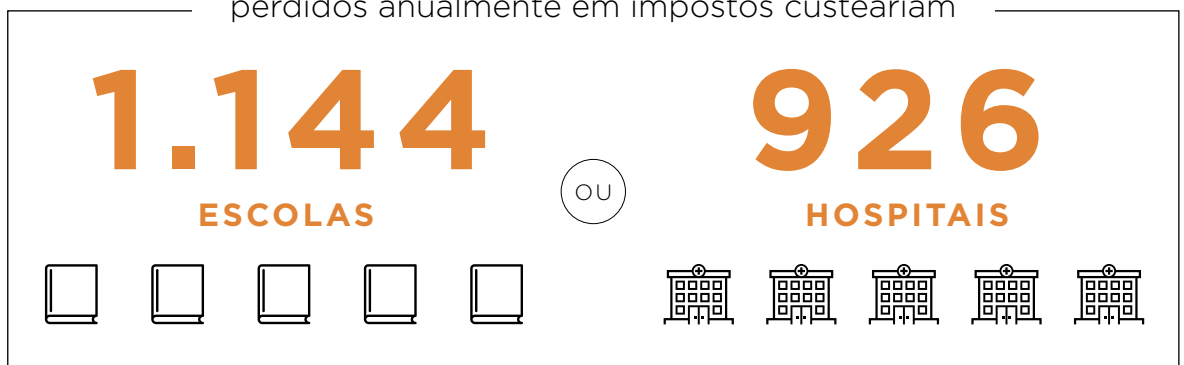 perdidos anualmente em impostos custeariam
1.144
ESCOLAS
OU
926
HOSPITAIS